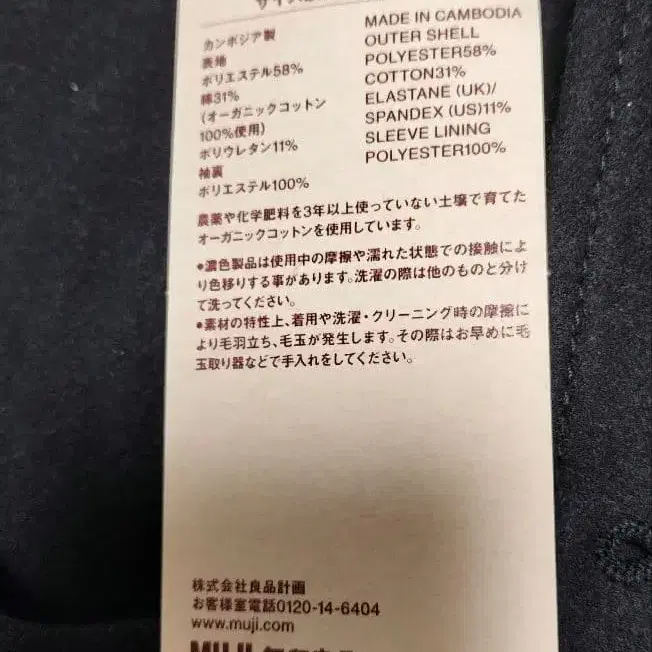 カンボジア製
表地
ポリエステル58%
綿31%
(オーガニックコットン
100%使用)
ポリウレタン11%
袖裏
ポリエステル100%
MADE IN CAMBODIA
OUTER SHELL
POLYESTER58%
COTTON31%
ELASTANE (UK)/
SPANDEX (US)11%
SLEEVE LINING
POLYESTER100%
農薬や化学肥料を3年以上使っていない土壌で育てた
オーガニックコットンを使用しています。
●濃色製品は使用中の摩擦や濡れた状態での接触によ
り色移りする事があります。洗濯の際は他のものと分け
て洗ってください。
●素材の特性上、着用や洗濯・クリーニング時の摩擦に
より毛羽立ち、毛玉が発生します。その際はお早めに毛
玉取り器などで手入れをしてください。
株式会社良品計画
お客様室電話0120-14-6404
www.muji.com
MUJI 無印良品